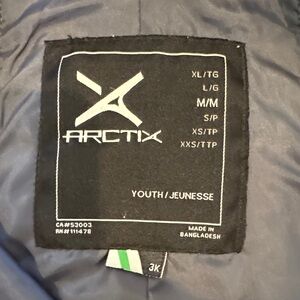 XL/TG
L/G
M/M
S/P
XS/TP
XXS/TTP
ARCTIX
YOUTH/JEUNESSE
CA#52003
RN# 111478
MADE IN
BANGLADESH
3K